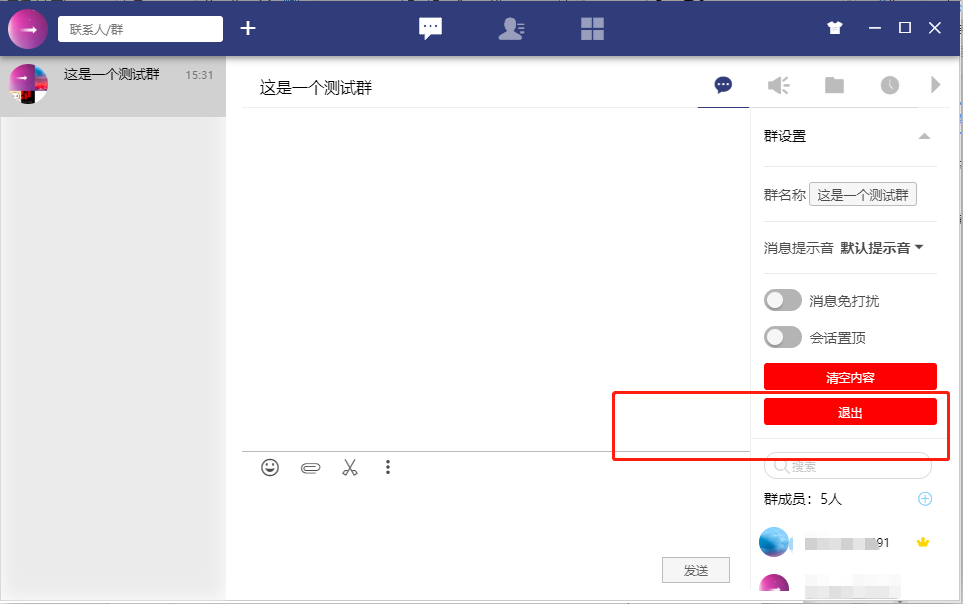 联系人/群
这是一个测试群 15:31
这是一个测试群
群设置
群名称 这是一个测试群
消息提示音 默认提示音
消息免打扰
会话置顶
清空内容
退出
搜索
群成员：5人
91
发送